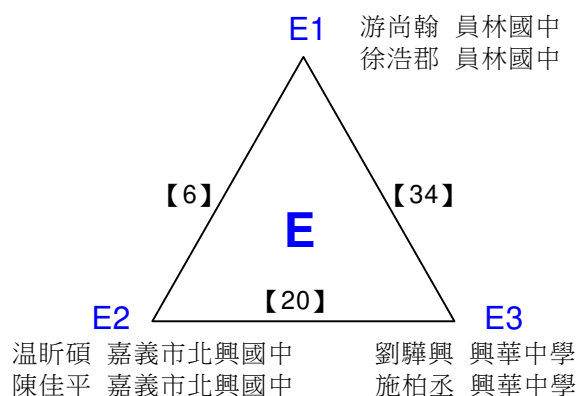 E1 游尚翰 員林國中
徐浩郡 員林國中
【6】 【34】
E
【20】
E2 E3
温昕碩 嘉義市北興國中 劉驊興 興華中學
陳佳平 嘉義市北興國中 施柏丞 興華中學